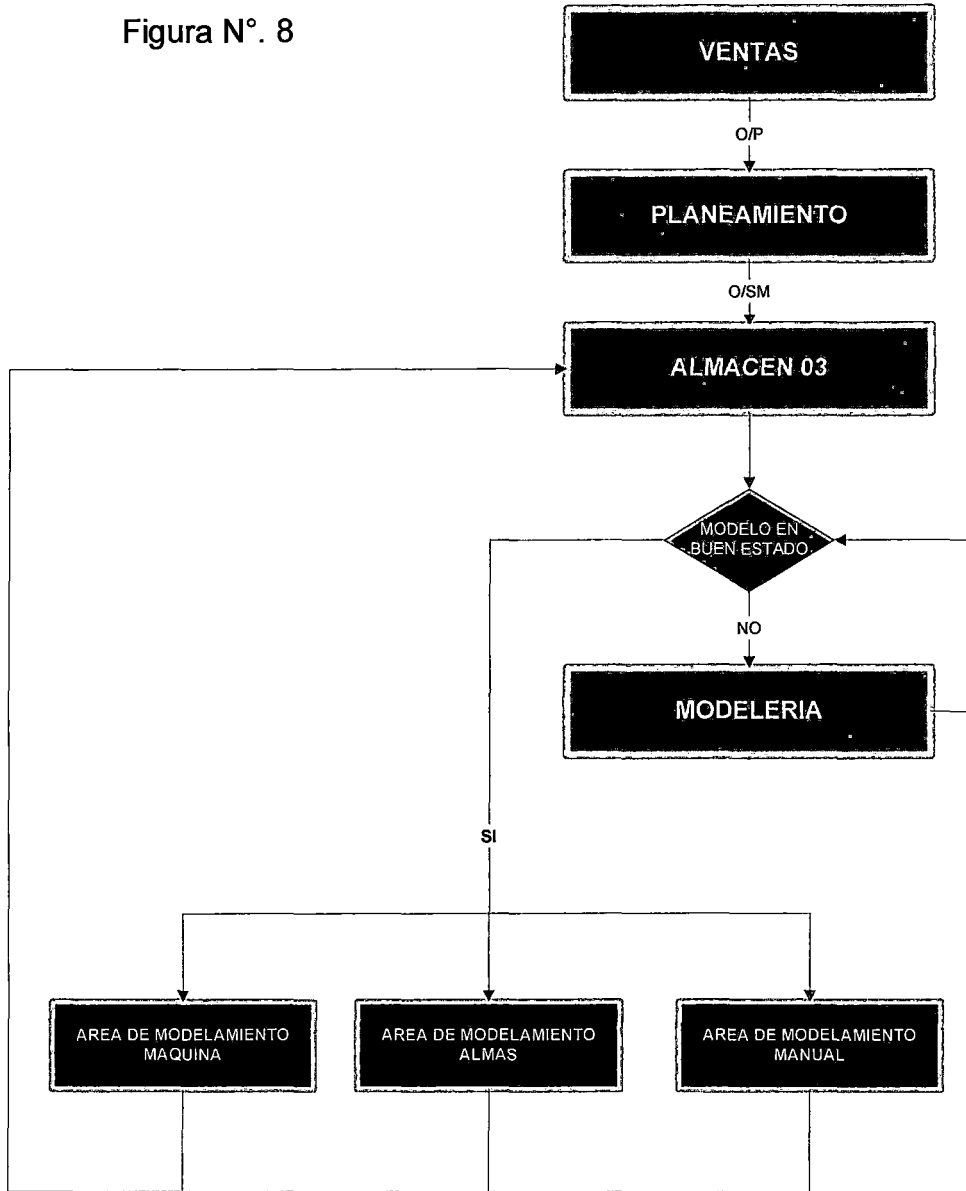 Figura N°. 8
VENTAS
O/P
PLANEAMIENTO
O/SM
ALMACEN 03
MODELO EN
BUEN ESTADO
NO
MODELERIA
SI
AREA DE MODELAMIENTO
MAQUINA
AREA DE MODELAMIENTO
ALMAS
AREA DE MODELAMIENTO
MANUAL